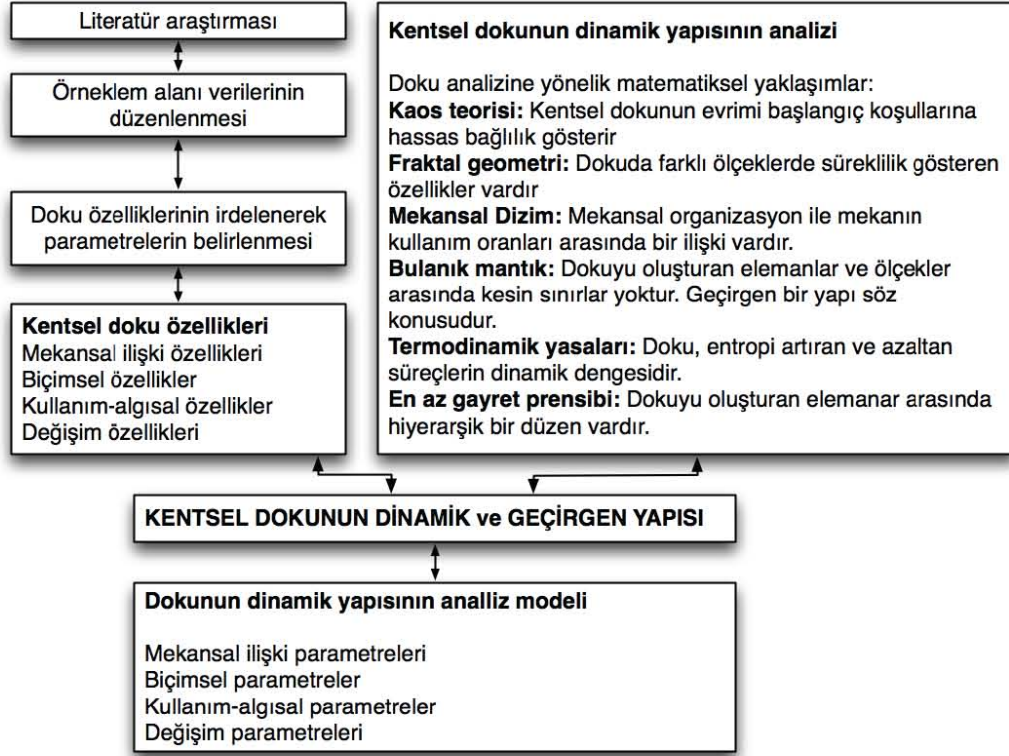 Literatür araştırması
Örneklem alanı verilerinin
düzenlenmesi
Doku özelliklerinin irdelenerek
parametrelerin belirlenmesi
Kentsel doku özellikleri
Mekansal ilişki özellikleri
Biçimsel özellikler
Kullanım-algısal özellikler
Değişim özellikleri
Kentsel dokunun dinamik yapısının analizi
Doku analizine yönelik matematiksel yaklaşımlar:
Kaos teorisi: Kentsel dokunun evrimi başlangıç koşullarına
hassas bağlılık gösterir
Fraktal geometri: Dokuda farklı ölçeklerde süreklilik gösteren
özellikler vardır
Mekansal Dizim: Mekansal organizasyon ile mekanın
kullanım oranları arasında bir ilişki vardır.
Bulanık mantık: Dokuyu oluşturan elemanlar ve ölçekler
arasında kesin sınırlar yoktur. Geçirgen bir yapı söz
konusudur.
Termodinamik yasaları: Doku, entropi artıran ve azaltan
süreçlerin dinamik dengesidir.
En az gayret prensibi: Dokuyu oluşturan elemanar arasında
hiyerarşik bir düzen vardır.
KENTSEL DOKUNUN DİNAMİK ve GEÇİRGEN YAPISI
Dokunun dinamik yapısının analliz modeli
Mekansal ilişki parametreleri
Biçimsel parametreler
Kullanım-algısal parametreler
Değişim parametreleri